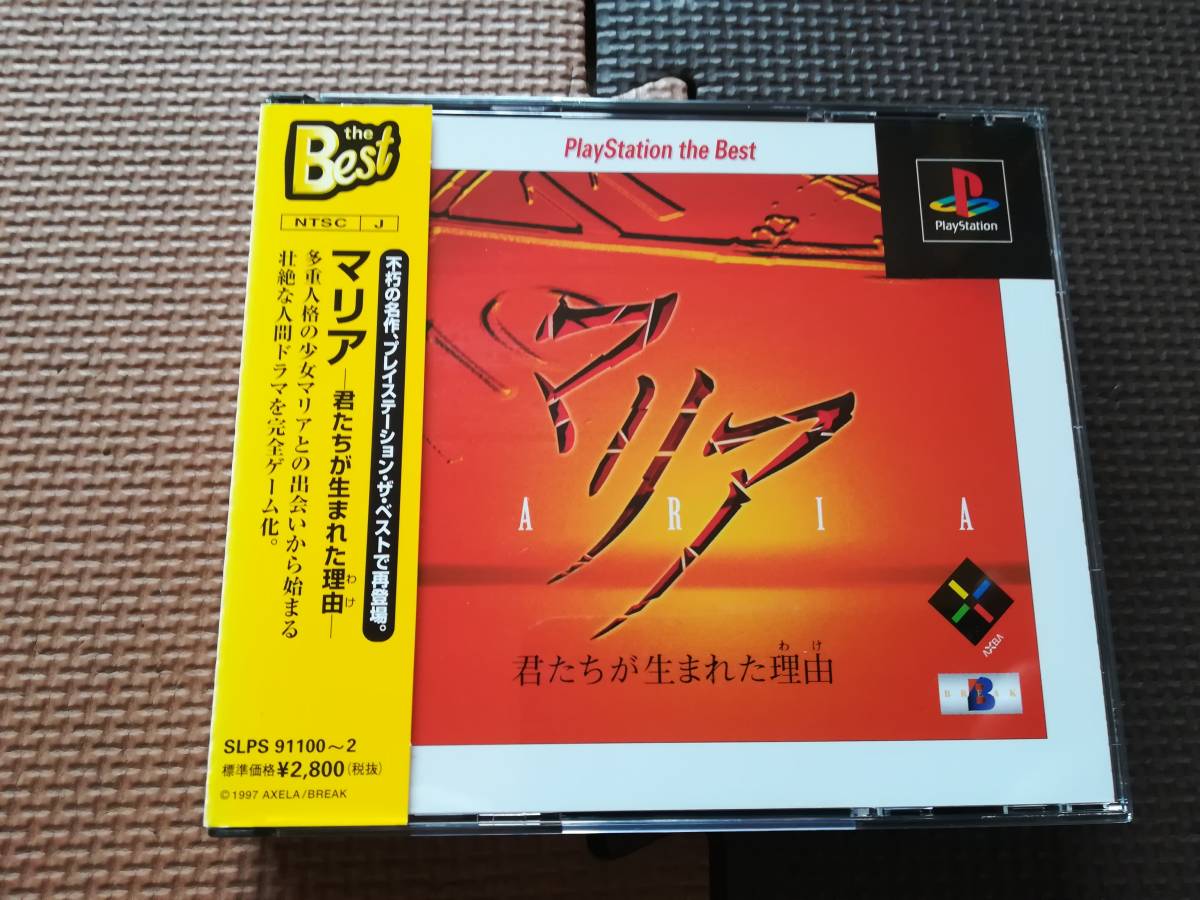 the
Best
NTSC J
不朽の名作、プレイステーション・ザ・ベストで再登場。
マリア―君たちが生まれた理由―
わけ
多重人格の少女マリアとの出会いから始まる
壮絶な人間ドラマを完全ゲーム化。
SLPS 91100～2
標準価格¥2,800(税抜)
©1997 AXELA/BREAK
PlayStation the Best
PlayStation
マリア
ARIA
わけ
君たちが生まれた理由
AXELA
BREAK